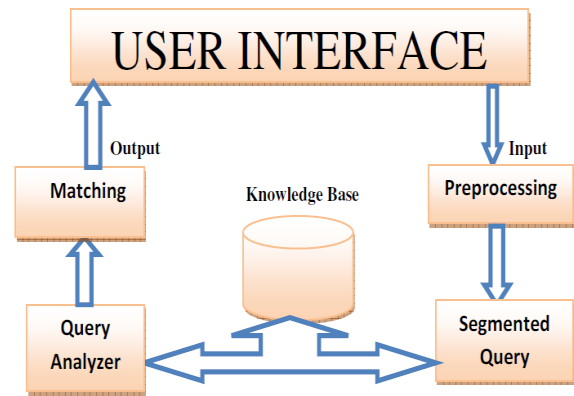 USER INTERFACE
Output
Input
Matching
Preprocessing
Knowledge Base
Query
Analyzer
Segmented
Query